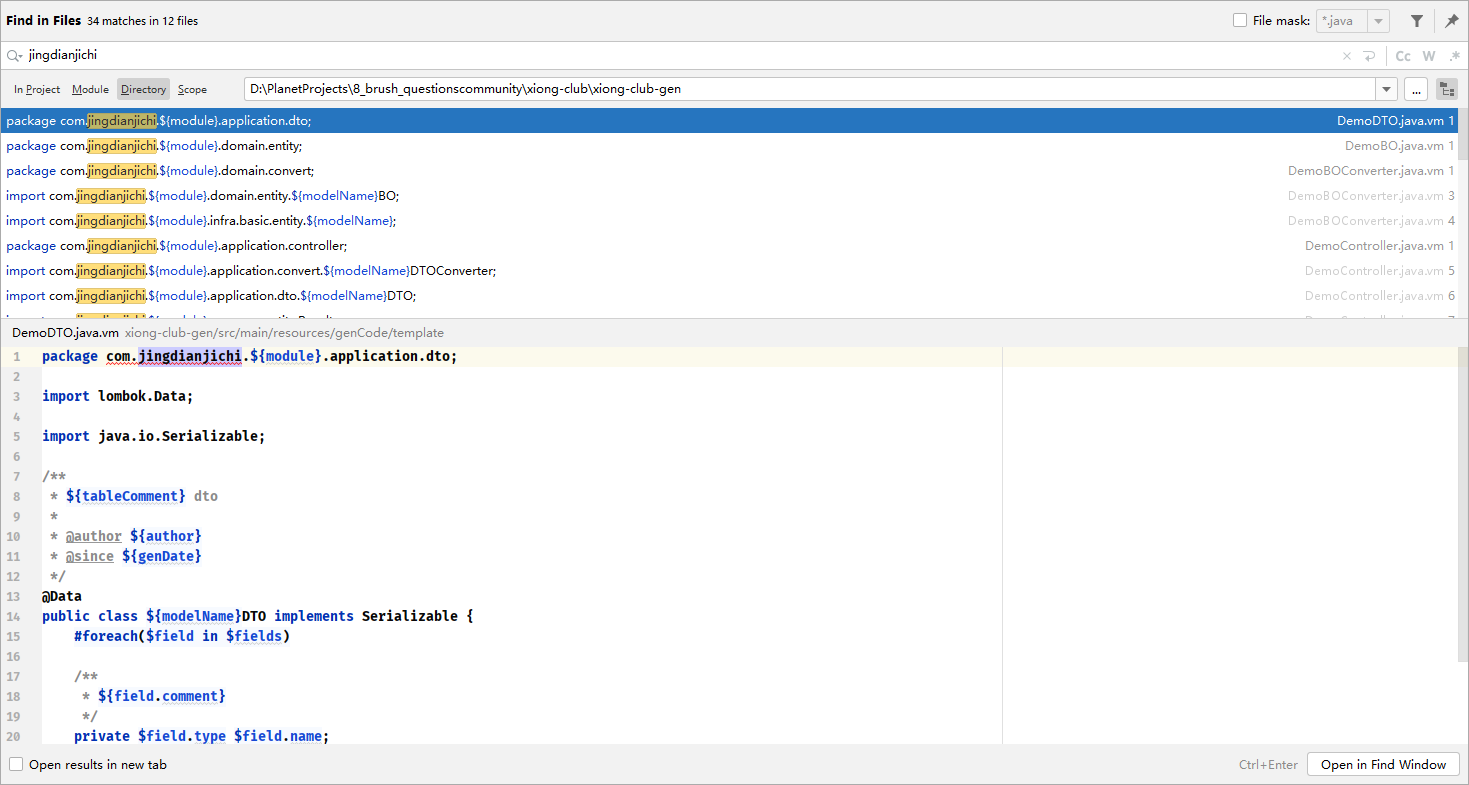 Find in Files 34 matches in 12 files File mask: *.java
jingdianjichi Cc W .*
In Project Module Directory Scope D:\PlanetProjects\8_brush_questionscommunity\xiong-club\xiong-club-gen ...
package com.jingdianjichi.${module}.application.dto; DemoDTO.java.vm 1
package com.jingdianjichi.${module}.domain.entity; DemoBO.java.vm 1
package com.jingdianjichi.${module}.domain.convert; DemoBOConverter.java.vm 1
import com.jingdianjichi.${module}.domain.entity.${modelName}BO; DemoBOConverter.java.vm 3
import com.jingdianjichi.${module}.infra.basic.entity.${modelName}; DemoBOConverter.java.vm 4
package com.jingdianjichi.${module}.application.controller; DemoController.java.vm 1
import com.jingdianjichi.${module}.application.convert.${modelName}DTOConverter; DemoController.java.vm 5
import com.jingdianjichi.${module}.application.dto.${modelName}DTO; DemoController.java.vm 6
DemoDTO.java.vm xiong-club-gen/src/main/resources/genCode/template
1 package com.jingdianjichi.${module}.application.dto;
2
3 import lombok.Data;
4
5 import java.io.Serializable;
6
7 /**
8 * ${tableComment} dto
9 *
10 * @author ${author}
11 * @since ${genDate}
12 */
13 @Data
14 public class ${modelName}DTO implements Serializable {
15 #foreach($field in $fields)
16
17 /**
18 * ${field.comment}
19 */
20 private $field.type $field.name;
Open results in new tab Ctrl+Enter Open in Find Window